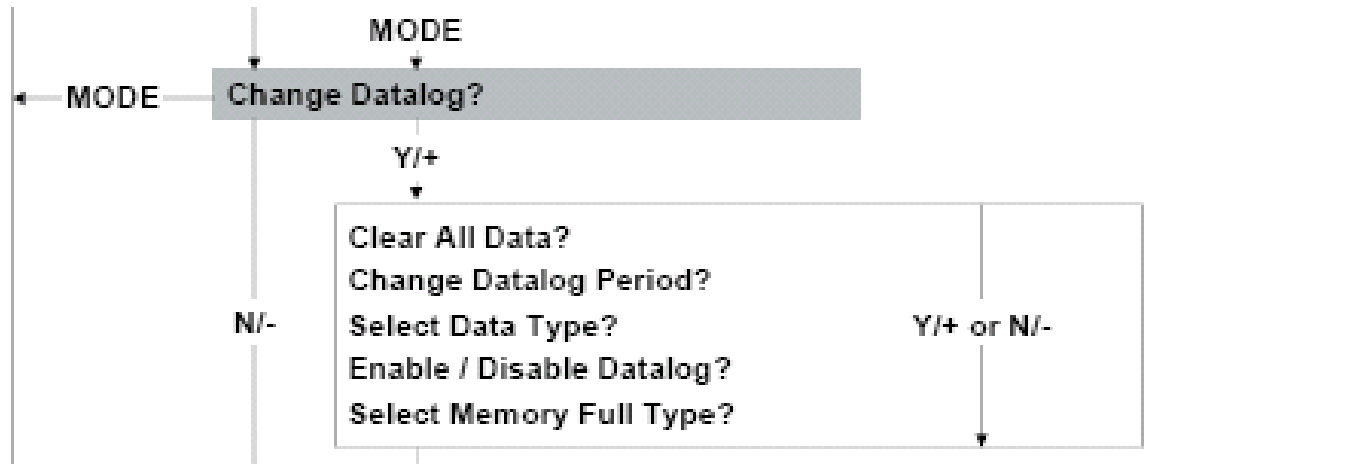 MODE
MODE
Change Datalog?
Y/+
Clear All Data?
Change Datalog Period?
N/-
Select Data Type?
Y/+ or N/-
Enable / Disable Datalog?
Select Memory Full Type?